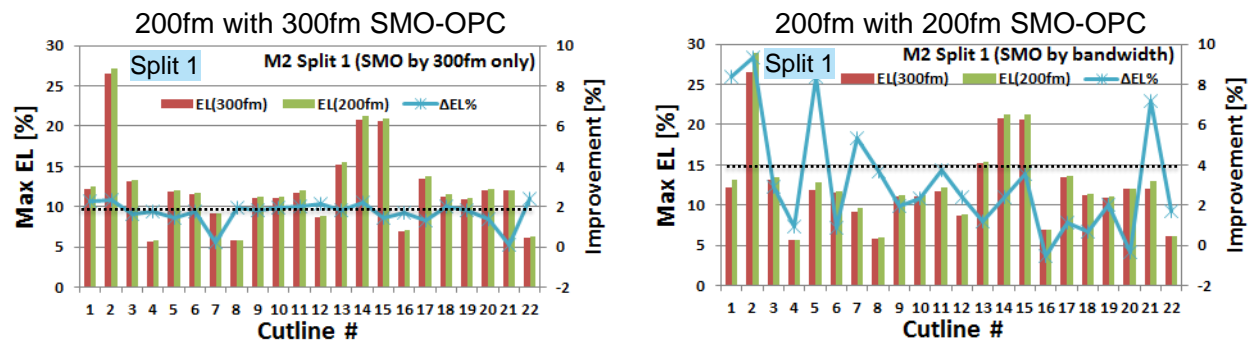 200fm with 300fm SMO-OPC
Split 1
M2 Split 1 (SMO by 300fm only)
EL(300fm) EL(200fm) ΔEL%
Max EL [%]
30
25
20
15
10
5
0
10
8
6
4
2
0
-2
Improvement [%]
1 2 3 4 5 6 7 8 9 10 11 12 13 14 15 16 17 18 19 20 21 22
Cutline #
200fm with 200fm SMO-OPC
Split 1
M2 Split 1 (SMO by bandwidth)
EL(300fm) EL(200fm) ΔEL%
Max EL [%]
30
25
20
15
10
5
0
10
8
6
4
2
0
-2
Improvement [%]
1 2 3 4 5 6 7 8 9 10 11 12 13 14 15 16 17 18 19 20 21 22
Cutline #